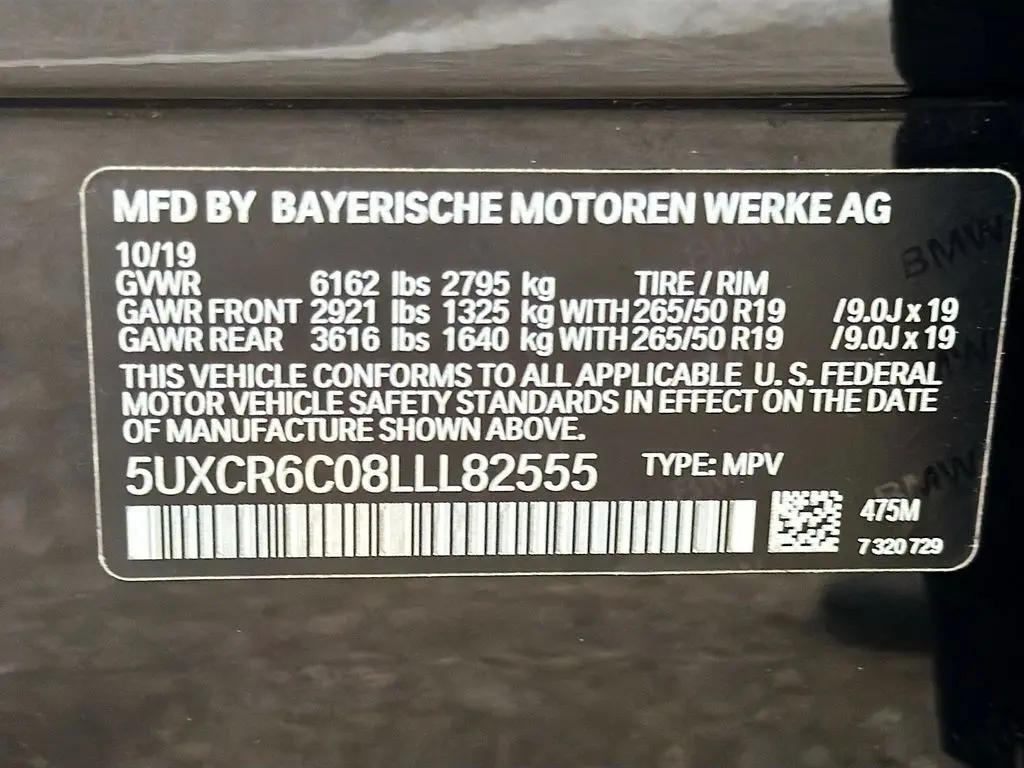 MFD BY BAYERISCHE MOTOREN WERKE AG
10/19
GVWR 6162 lbs 2795 kg TIRE / RIM
GAWR FRONT 2921 lbs 1325 kg WITH 265/50 R19 /9.0J x 19
GAWR REAR 3616 lbs 1640 kg WITH 265/50 R19 /9.0J x 19
THIS VEHICLE CONFORMS TO ALL APPLICABLE U. S. FEDERAL
MOTOR VEHICLE SAFETY STANDARDS IN EFFECT ON THE DATE
OF MANUFACTURE SHOWN ABOVE.
5UXCR6C08LLL82555 TYPE: MPV
475M
7 320 729
BMW
BMW
BMW